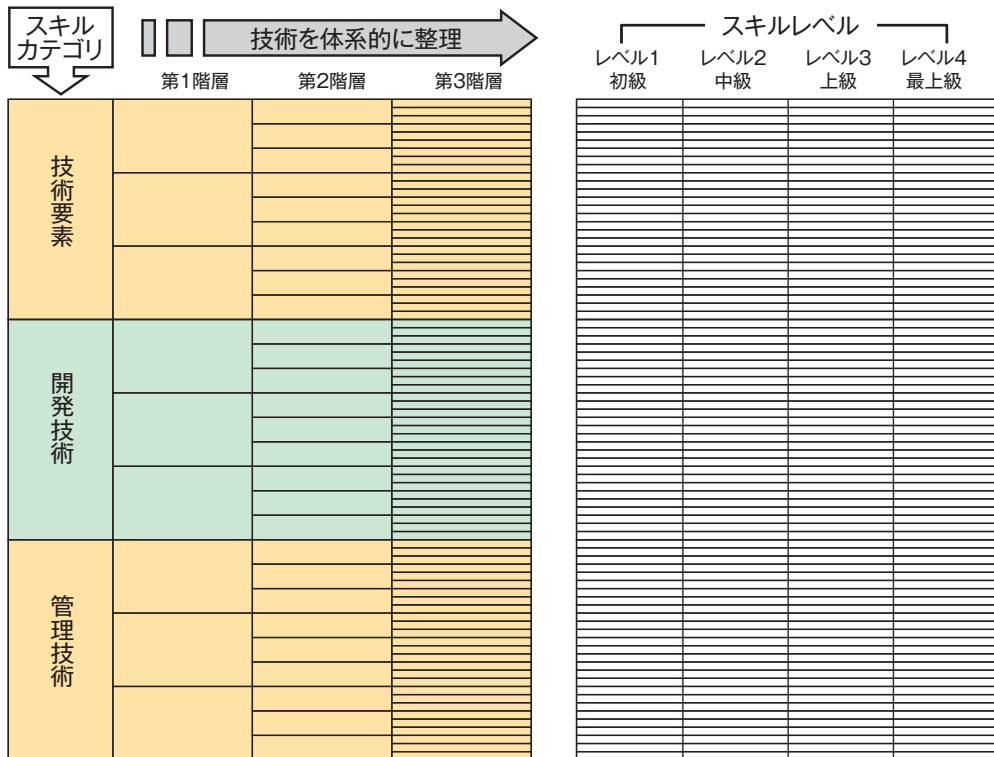 スキル
カテゴリ
技術を体系的に整理
スキルレベル
第1階層
第2階層
第3階層
レベル1
初級
レベル2
中級
レベル3
上級
レベル4
最上級
技術要素
開発技術
管理技術